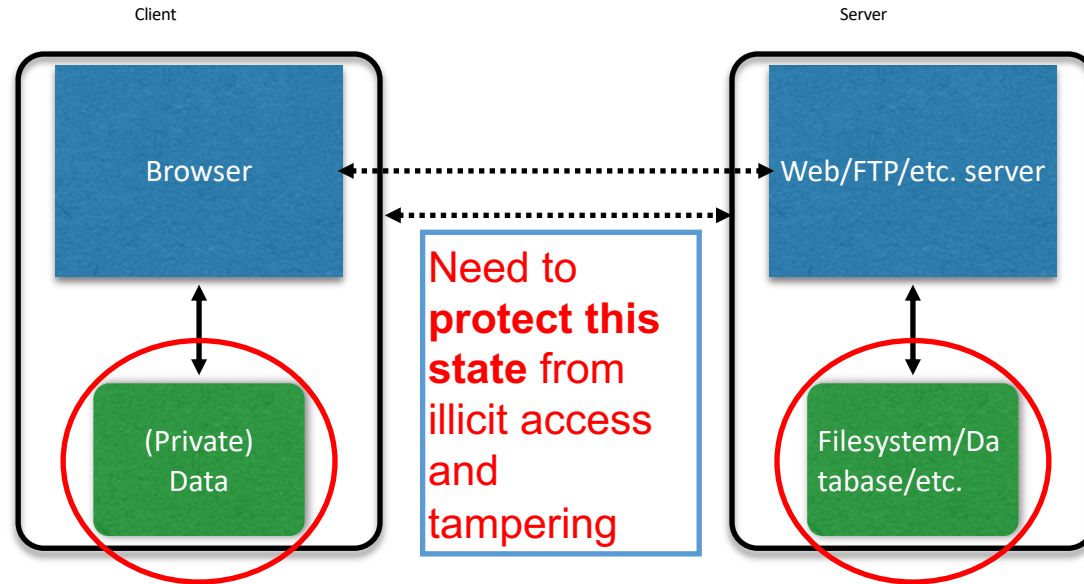 Client
Server
Browser
Web/FTP/etc. server
Need to
protect this
state from
illicit access
and
tampering
(Private)
Data
Filesystem/Da
tabase/etc.